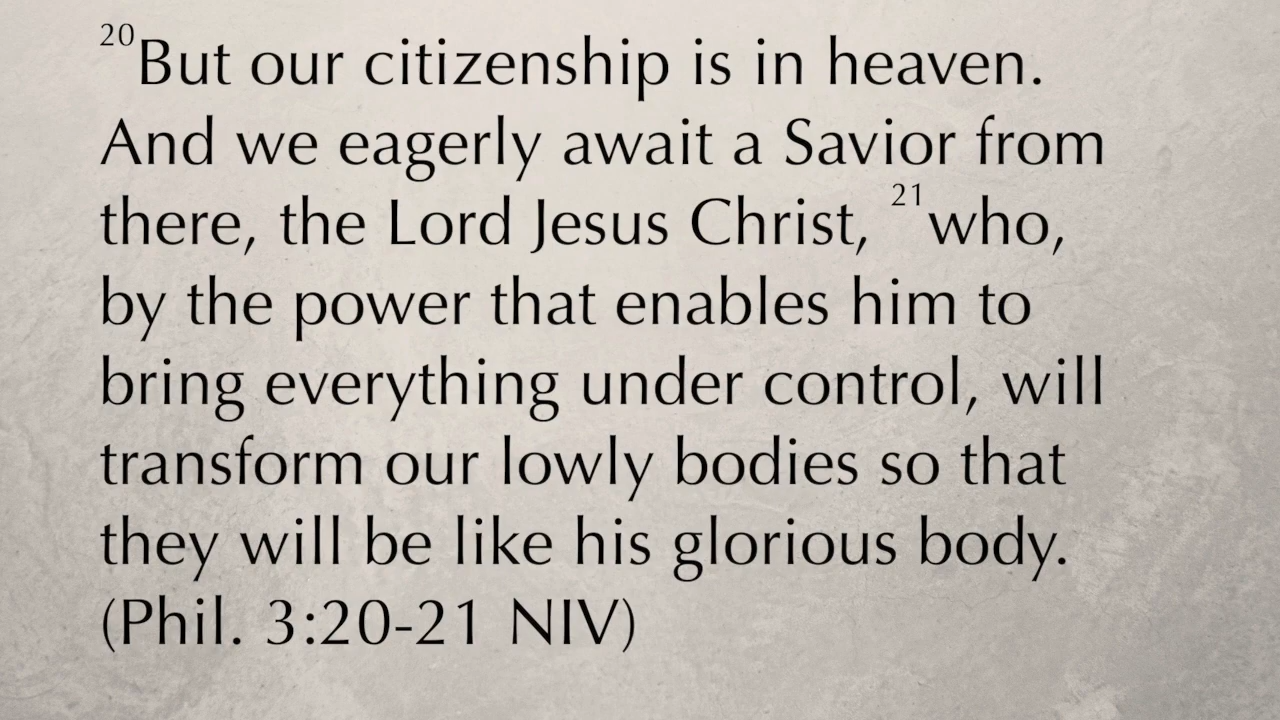 20But our citizenship is in heaven.
And we eagerly await a Savior from
there, the Lord Jesus Christ, 21who,
by the power that enables him to
bring everything under control, will
transform our lowly bodies so that
they will be like his glorious body.
(Phil. 3:20-21 NIV)